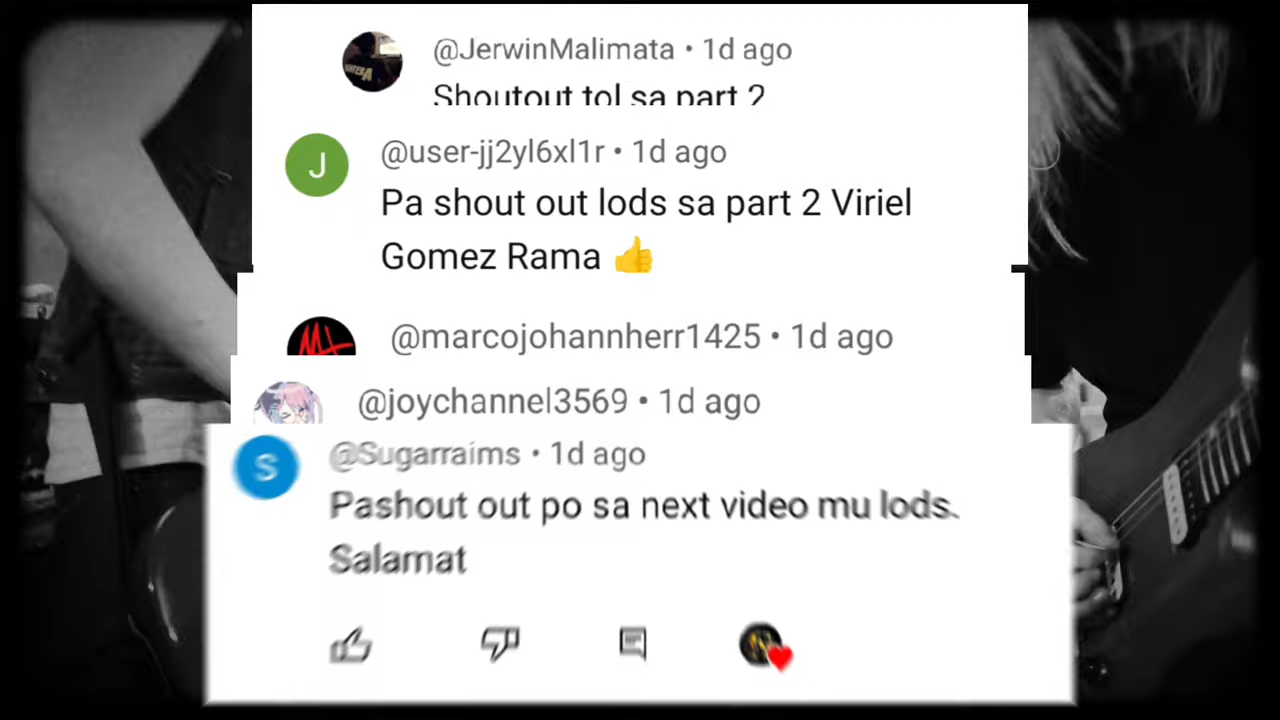 @JerwinMalimata • 1d ago
Shoutout tol sa part 2
J
@user-jj2yl6xl1r • 1d ago
Pa shout out lods sa part 2 Viriel
Gomez Rama 👍
@marcojohannherr1425 • 1d ago
@joychannel3569 • 1d ago
S
@Sugarraims • 1d ago
Pashout out po sa next video mu lods.
Salamat